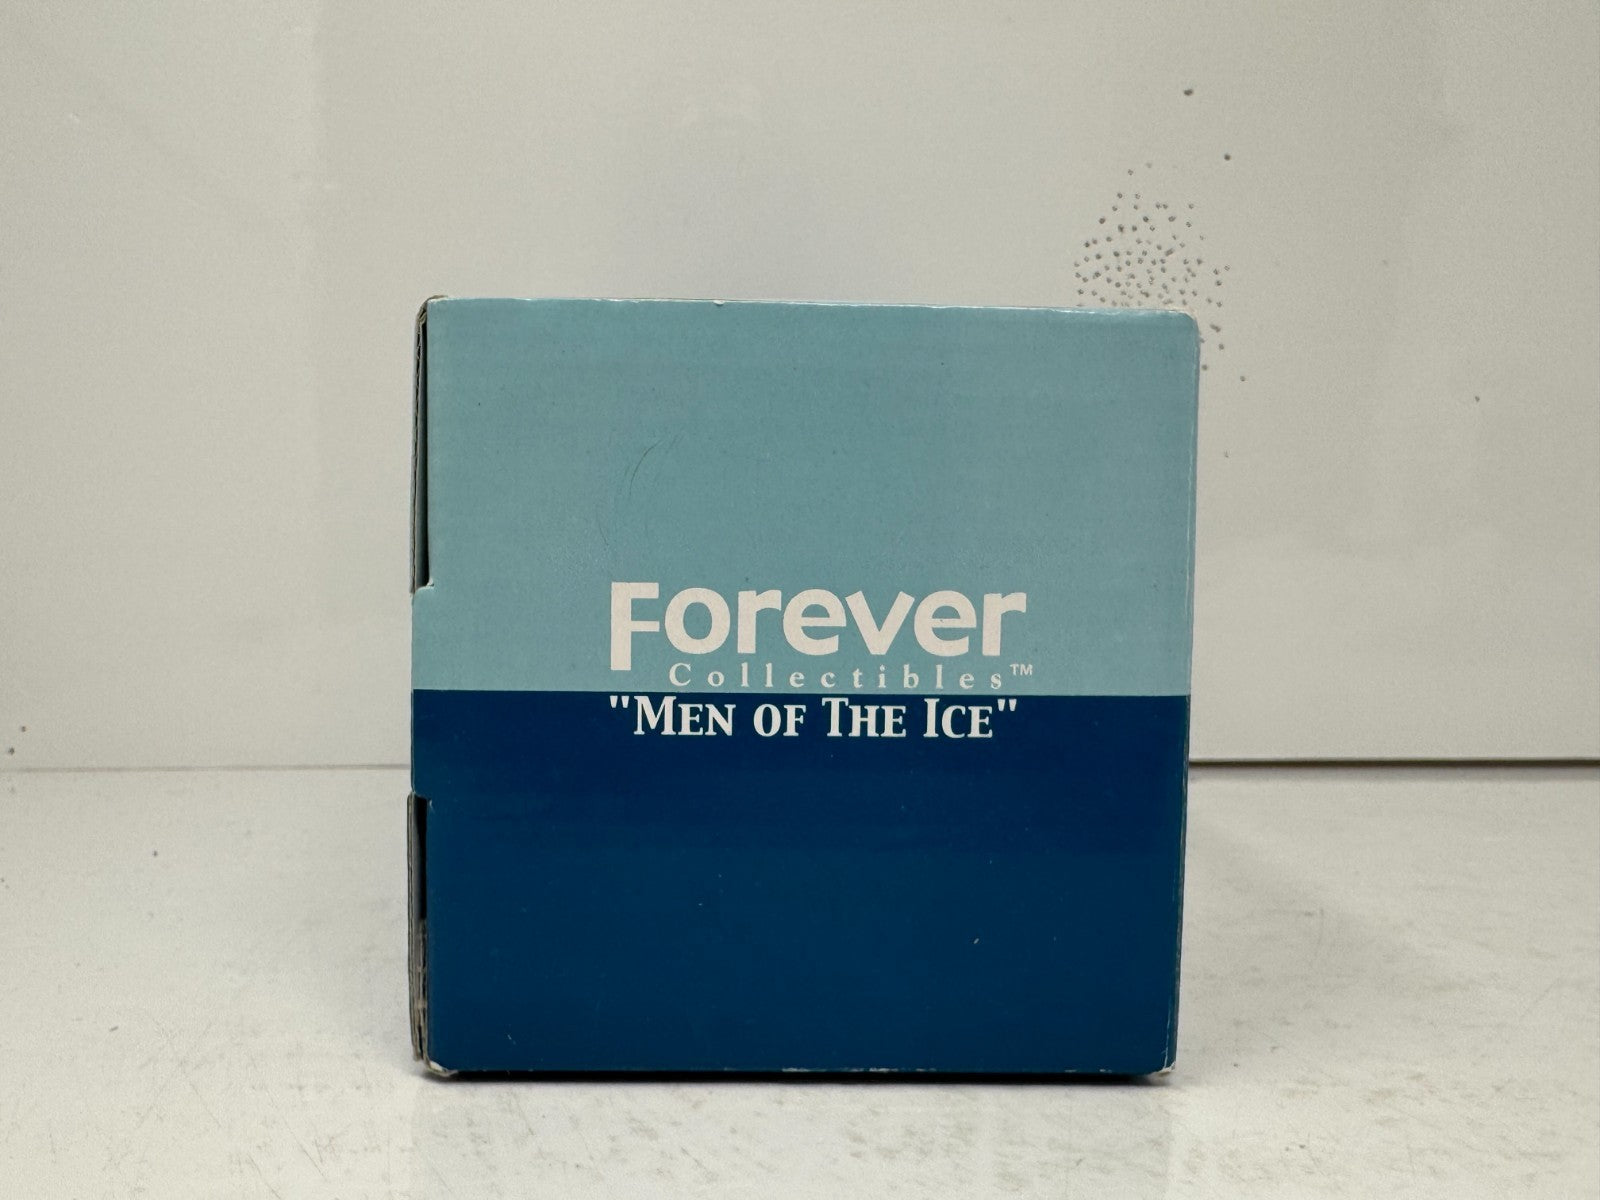 Forever
Collectibles™
"Men of The Ice"